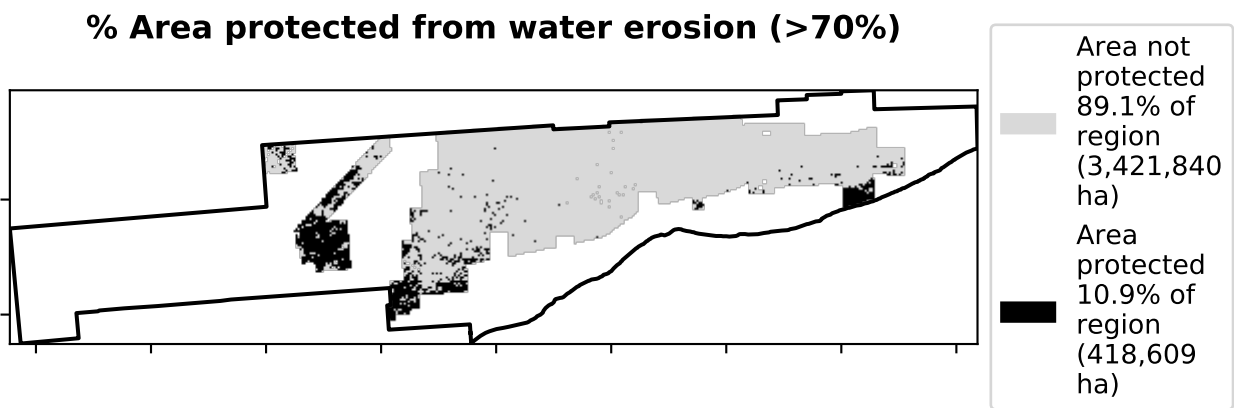 % Area protected from water erosion (>70%)
Area not
protected
89.1% of
region
(3,421,840
ha)
Area
protected
10.9% of
region
(418,609
ha)